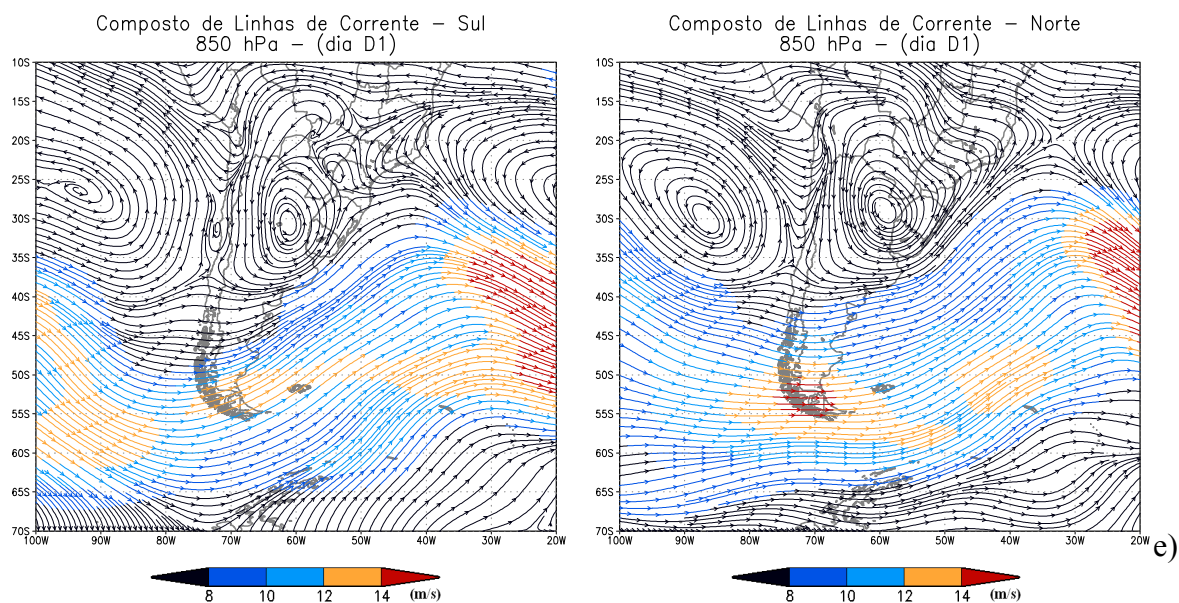 Composto de Linhas de Corrente – Sul
850 hPa – (dia D1)
10S
15S
20S
25S
30S
35S
40S
45S
50S
55S
60S
65S
70S
100W 90W 80W 70W 60W 50W 40W 30W 20W
8 10 12 14 (m/s)
Composto de Linhas de Corrente – Norte
850 hPa – (dia D1)
10S
15S
20S
25S
30S
35S
40S
45S
50S
55S
60S
65S
70S
100W 90W 80W 70W 60W 50W 40W 30W 20W
8 10 12 14 (m/s)
e)